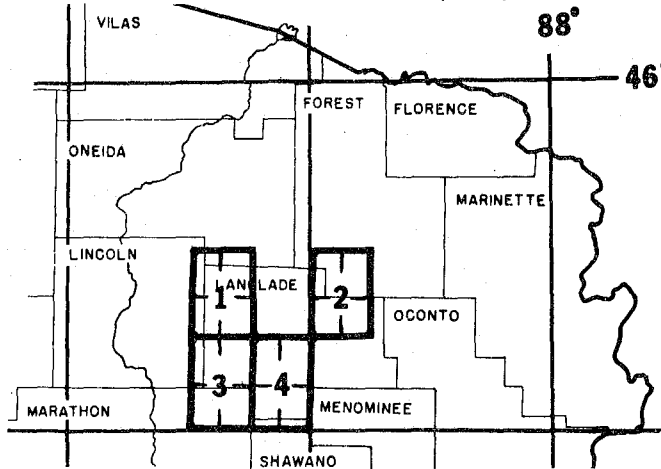 VILAS
88°
46°
FOREST
FLORENCE
ONEIDA
MARINETTE
LINCOLN
LANGLADE
1
2
OCONTO
3
4
MARATHON
MENOMINEE
SHAWANO